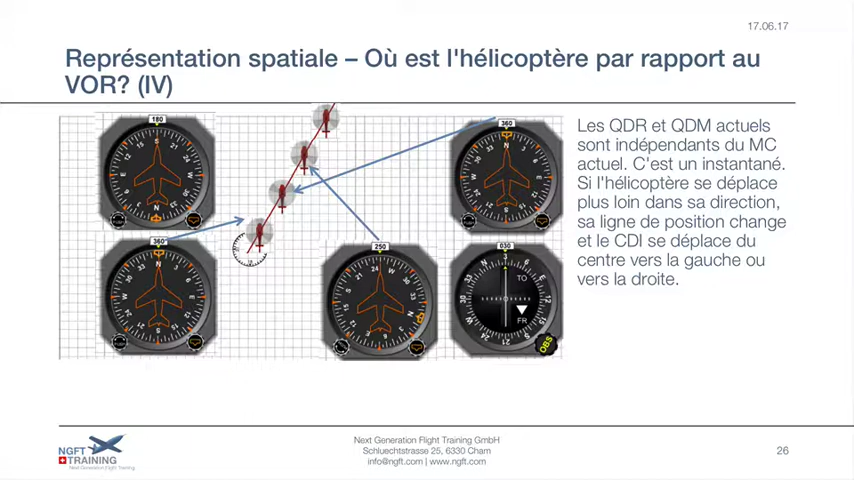 17.06.17
Représentation spatiale – Où est l'hélicoptère par rapport au
VOR? (IV)
180
360
360
250
030
TO
FR
OBS
Les QDR et QDM actuels
sont indépendants du MC
actuel. C'est un instantané.
Si l'hélicoptère se déplace
plus loin dans sa direction,
sa ligne de position change
et le CDI se déplace du
centre vers la gauche ou
vers la droite.
NGFT
TRAINING
Next Generation Flight Training
Next Generation Flight Training GmbH
Schluechtstrasse 25, 6330 Cham
info@ngft.com | www.ngft.com
26